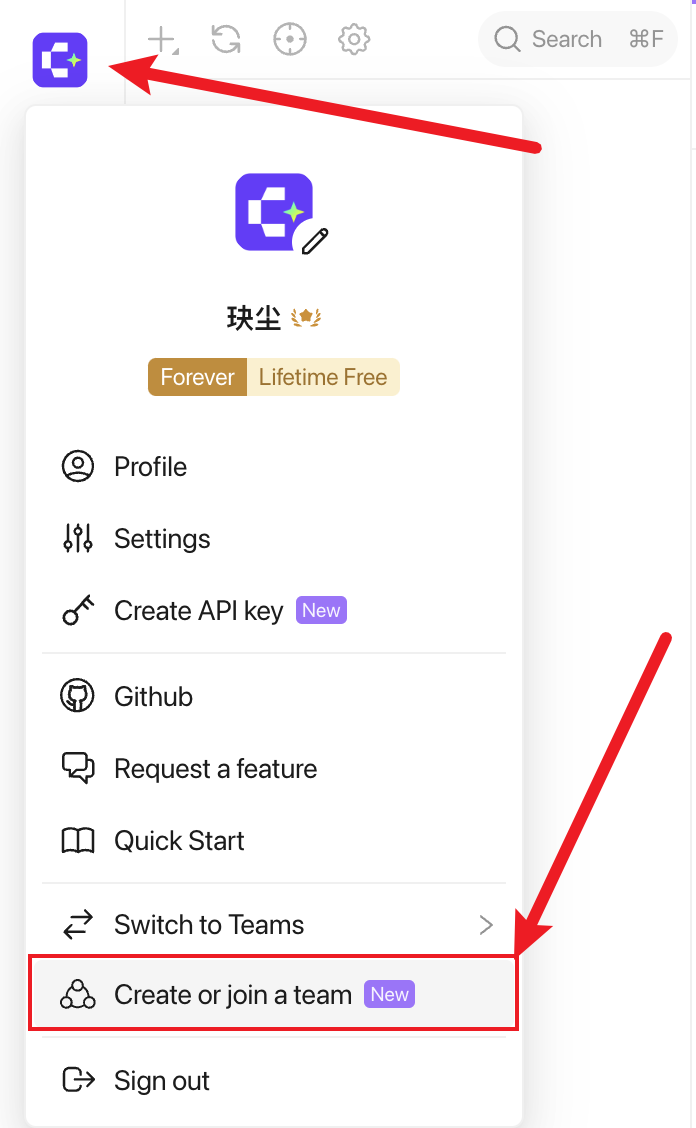 Search ⌘F
玦尘
Forever Lifetime Free
Profile
Settings
Create API key New
Github
Request a feature
Quick Start
Switch to Teams
Create or join a team New
Sign out